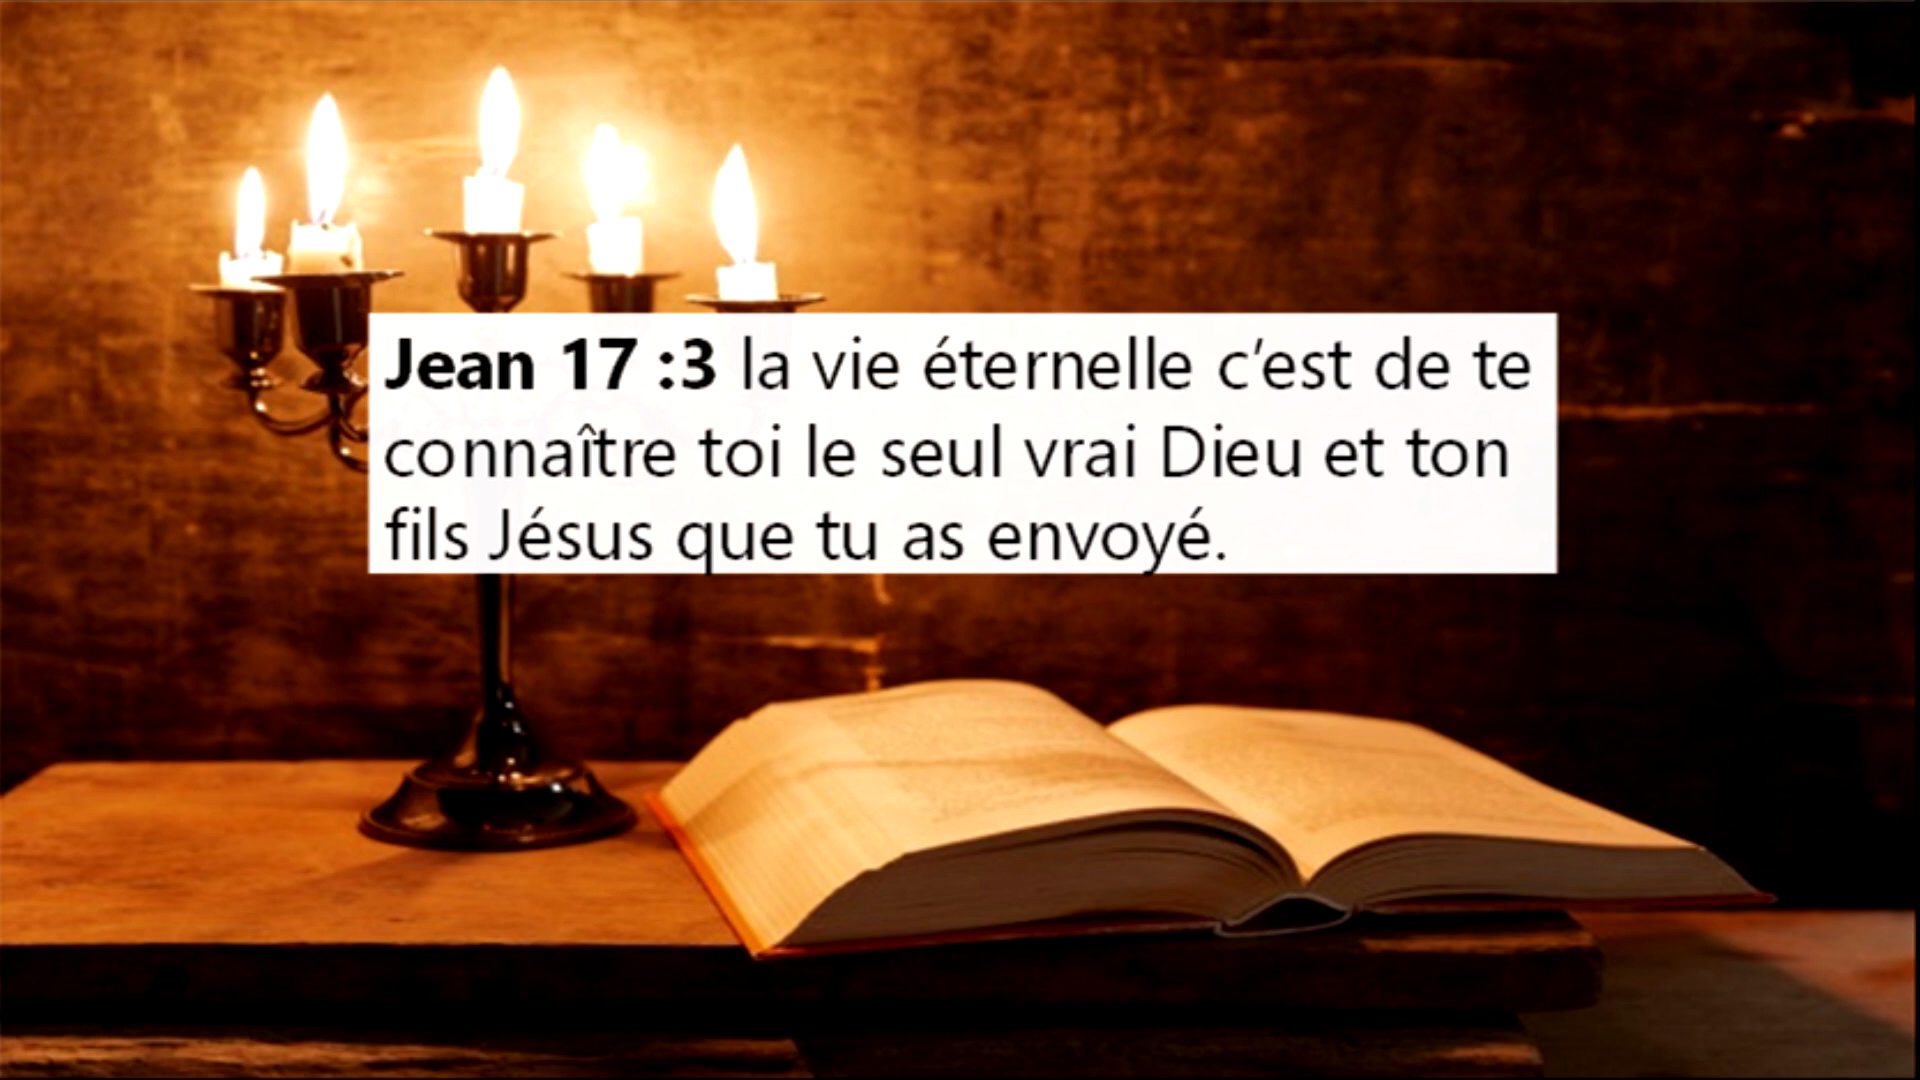 Jean 17 :3 la vie éternelle c’est de te
connaître toi le seul vrai Dieu et ton
fils Jésus que tu as envoyé.